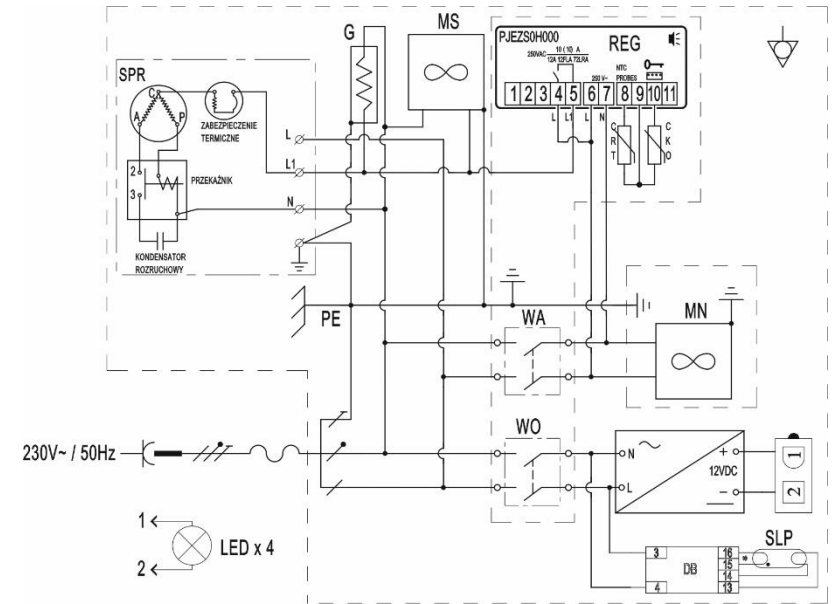 G
MS
PJEZS0H000
REG
250VAC 10 (10) A
12A 12FLA 72LRA
230 V~
NTC
PROBES
1 2 3 4 5 6 7 8 9 10 11
L L1 L N
C
R
T
C
K
O
SPR
C
A
P
ZABEZPIECZENIE
TERMICZNE
2
3
PRZEKAŹNIK
KONDENSATOR
ROZRUCHOWY
L
L1
N
PE
WA
MN
WO
230V~ / 50Hz
N
L
+
12VDC
−
1
2
1
2
LED x 4
SLP
DB
3
4
16
15
14
13
*